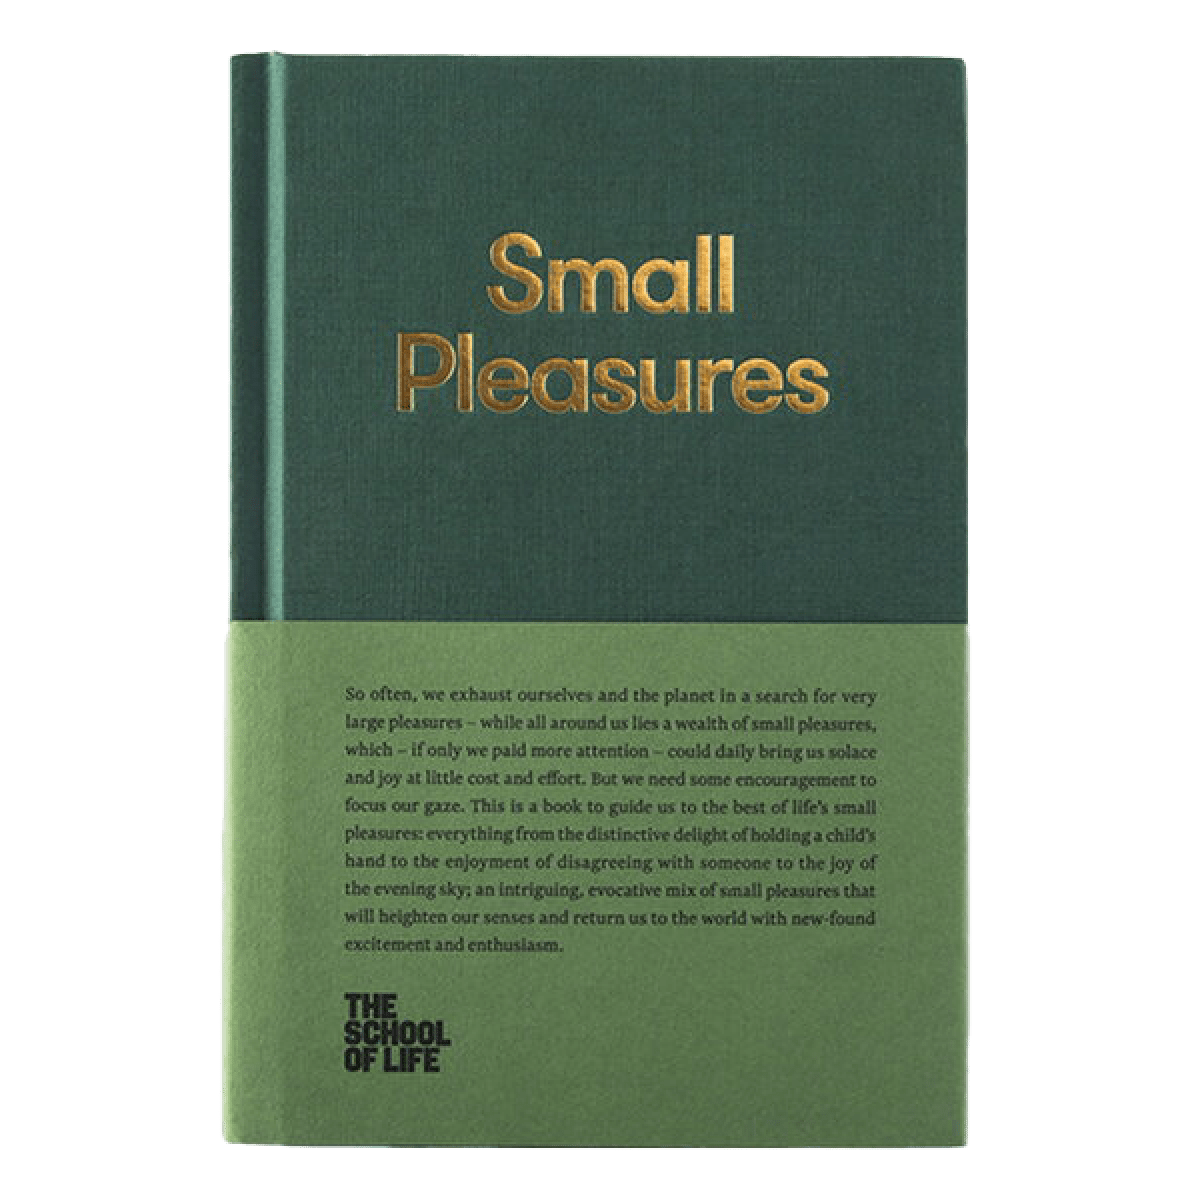 Small
Pleasures
So often, we exhaust ourselves and the planet in a search for very
large pleasures – while all around us lies a wealth of small pleasures,
which – if only we paid more attention – could daily bring us solace
and joy at little cost and effort. But we need some encouragement to
focus our gaze. This is a book to guide us to the best of life's small
pleasures: everything from the distinctive delight of holding a child's
hand to the enjoyment of disagreeing with someone to the joy of
the evening sky; an intriguing, evocative mix of small pleasures that
will heighten our senses and return us to the world with new-found
excitement and enthusiasm.
THE
SCHOOL
OF LIFE